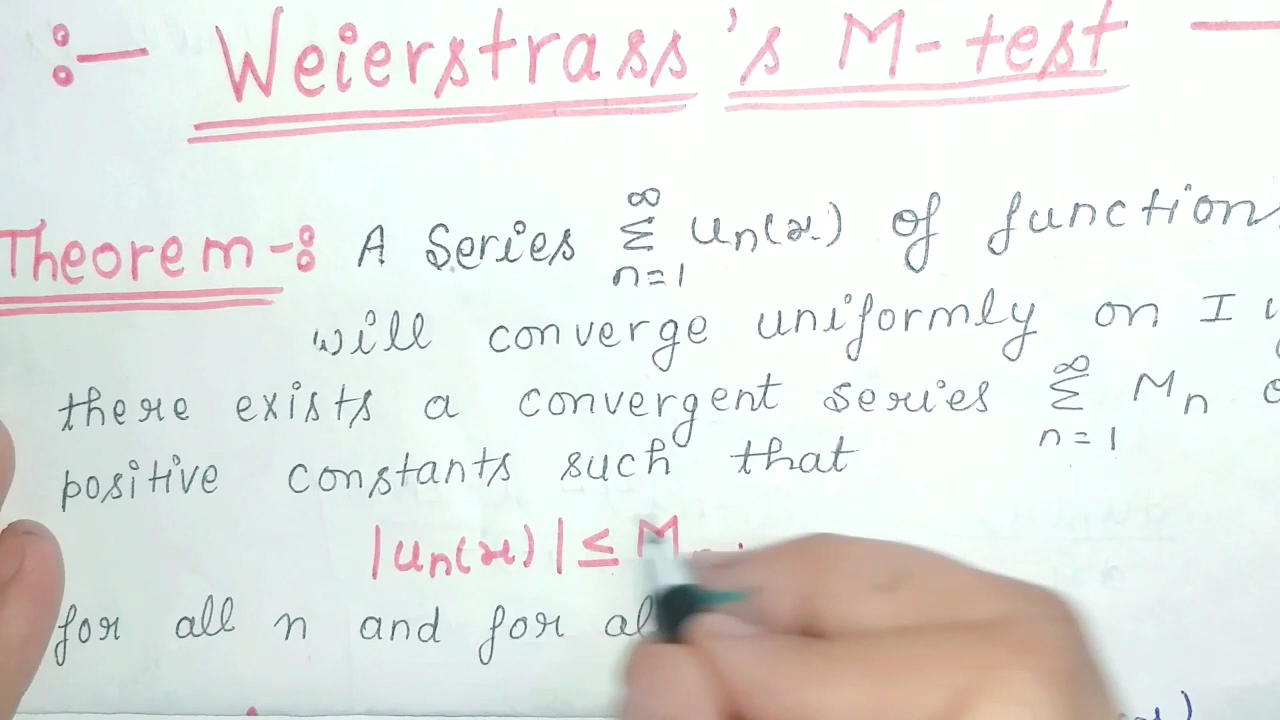 :- Weierstrass's M-test -
Theorem-: A Series ∞ Σ n=1 un(x) of function
will converge uniformly on I
there exists a convergent series ∞ Σ n=1 Mn
positive constants such that
|un(x)| ≤ M
for all n and for al